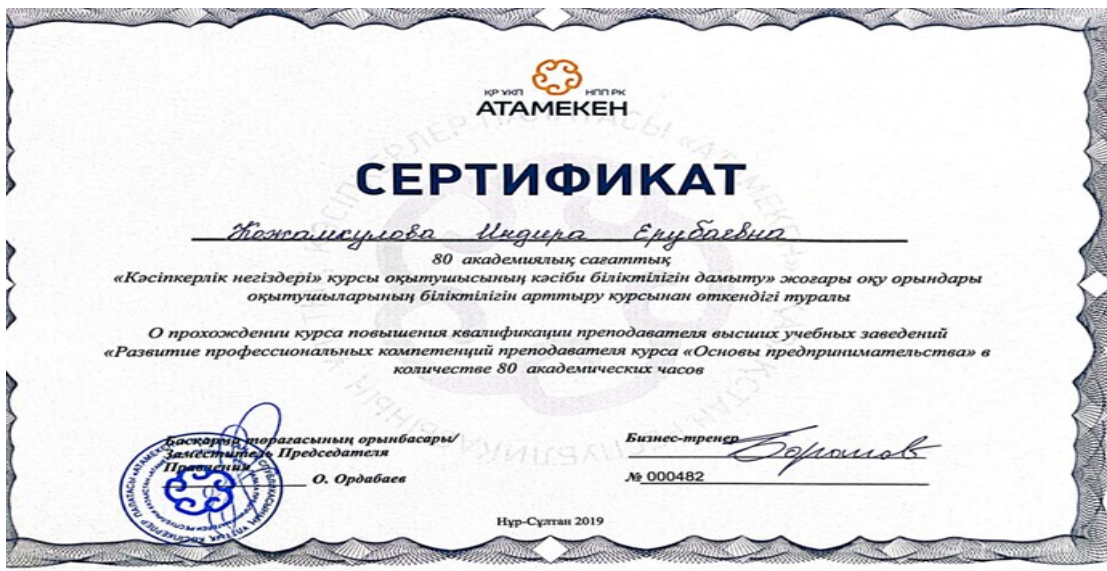 ҚР ҰКП НПП РК
АТАМЕКЕН
СЕРТИФИКАТ
Кожамкулова Индира Ерубаевна
80 академиялық сағаттық
«Кәсіпкерлік негіздері» курсы оқытушысының кәсіби біліктілігін дамыту» жоғары оқу орындары
оқытушыларының біліктілігін арттыру курсынан өткендігі туралы
О прохождении курса повышения квалификации преподавателя высших учебных заведений
«Развитие профессиональных компетенций преподавателя курса «Основы предпринимательства» в
количестве 80 академических часов
Басқарма төрағасының орынбасары/
Заместитель Председателя
Правления
О. Ордабаев
Бизнес-тренер
№ 000482
Нұр-Сұлтан 2019